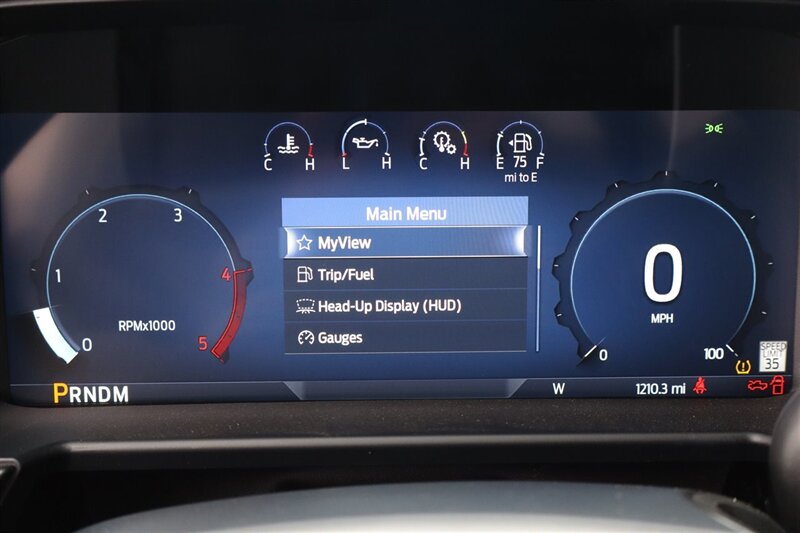 C H
L H
C H
E 75 F
mi to E
Main Menu
MyView
Trip/Fuel
Head-Up Display (HUD)
Gauges
0 1 2 3 4 5
RPMx1000
0
MPH
0 100
SPEED
LIMIT
35
PRNDM
W
1210.3 mi